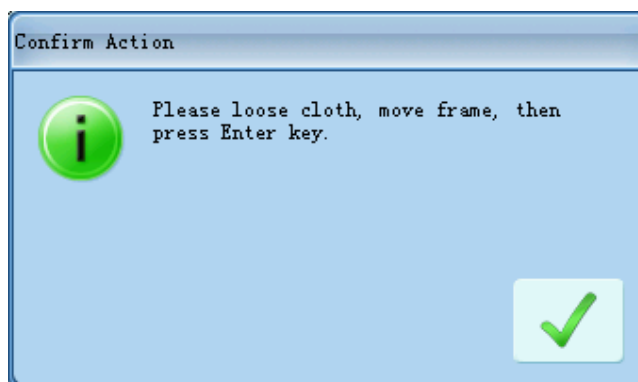 Confirm Action
Please loose cloth, move frame, then
press Enter key.